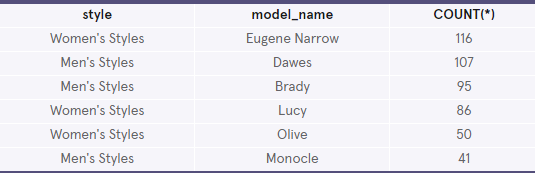 style model_name COUNT(*)
Women's Styles Eugene Narrow 116
Men's Styles Dawes 107
Men's Styles Brady 95
Women's Styles Lucy 86
Women's Styles Olive 50
Men's Styles Monocle 41